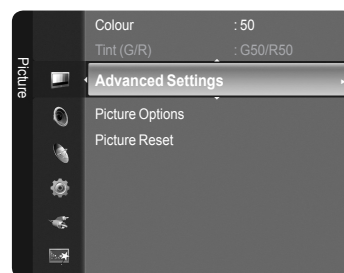 Picture
Colour : 50
Tint (G/R) : G50/R50
Advanced Settings
Picture Options
Picture Reset